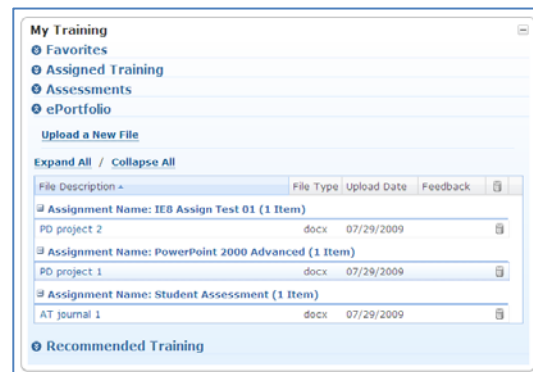 My Training
Favorites
Assigned Training
Assessments
ePortfolio
Upload a New File
Expand All / Collapse All
File Description File Type Upload Date Feedback
Assignment Name: IE8 Assign Test 01 (1 Item)
PD project 2 docx 07/29/2009
Assignment Name: PowerPoint 2000 Advanced (1 Item)
PD project 1 docx 07/29/2009
Assignment Name: Student Assessment (1 Item)
AT journal 1 docx 07/29/2009
Recommended Training